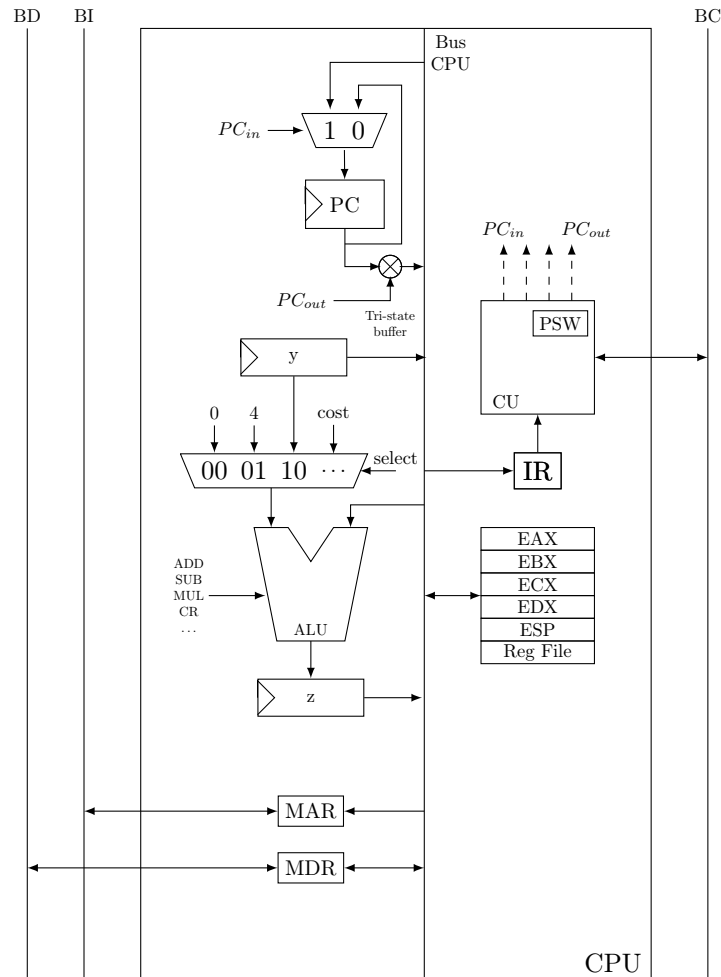 BD
BI
BC
Bus
CPU
PC_in
1 0
PC
PC_in
PC_out
PC_out
Tri-state
buffer
PSW
CU
y
0
4
cost
00 01 10 ···
select
IR
ADD
SUB
MUL
CR
...
ALU
EAX
EBX
ECX
EDX
ESP
Reg File
z
MAR
MDR
CPU